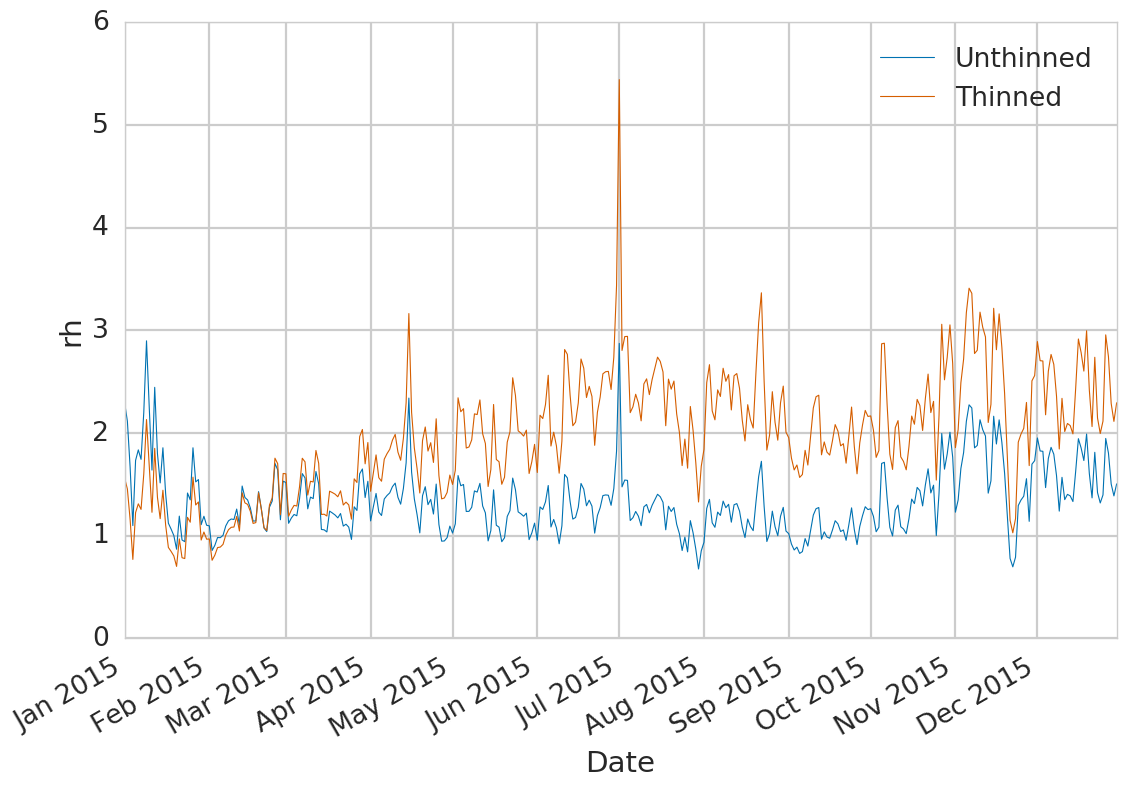 6
5
4
3
2
1
0
rh
Unthinned
Thinned
Jan 2015
Feb 2015
Mar 2015
Apr 2015
May 2015
Jun 2015
Jul 2015
Aug 2015
Sep 2015
Oct 2015
Nov 2015
Dec 2015
Date